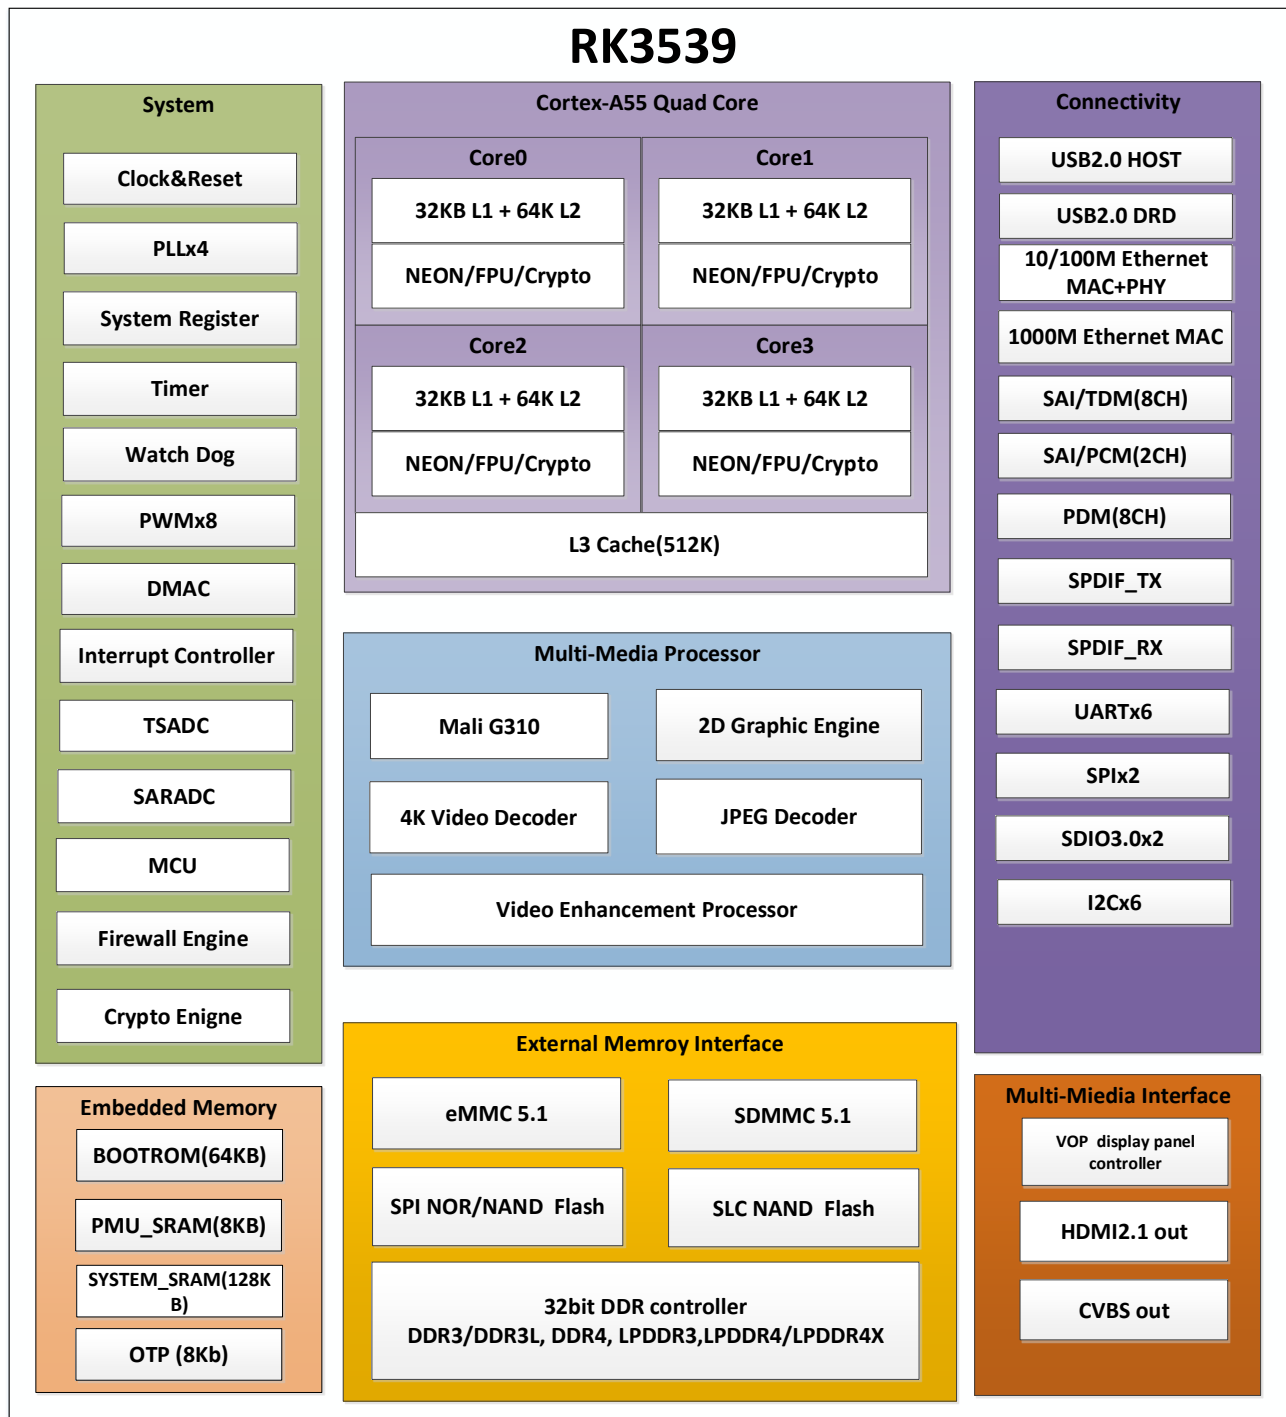 RK3539
System
Clock&Reset
PLLx4
System Register
Timer
Watch Dog
PWMx8
DMAC
Interrupt Controller
TSADC
SARADC
MCU
Firewall Engine
Crypto Enigne
Embedded Memory
BOOTROM(64KB)
PMU_SRAM(8KB)
SYSTEM_SRAM(128K
B)
OTP (8Kb)
Cortex-A55 Quad Core
Core0
32KB L1 + 64K L2
NEON/FPU/Crypto
Core1
32KB L1 + 64K L2
NEON/FPU/Crypto
Core2
32KB L1 + 64K L2
NEON/FPU/Crypto
Core3
32KB L1 + 64K L2
NEON/FPU/Crypto
L3 Cache(512K)
Multi-Media Processor
Mali G310
2D Graphic Engine
4K Video Decoder
JPEG Decoder
Video Enhancement Processor
External Memroy Interface
eMMC 5.1
SDMMC 5.1
SPI NOR/NAND  Flash
SLC NAND  Flash
32bit DDR controller
DDR3/DDR3L, DDR4, LPDDR3,LPDDR4/LPDDR4X
Connectivity
USB2.0 HOST
USB2.0 DRD
10/100M Ethernet
MAC+PHY
1000M Ethernet MAC
SAI/TDM(8CH)
SAI/PCM(2CH)
PDM(8CH)
SPDIF_TX
SPDIF_RX
UARTx6
SPIx2
SDIO3.0x2
I2Cx6
Multi-Miedia Interface
VOP  display panel
controller
HDMI2.1 out
CVBS out